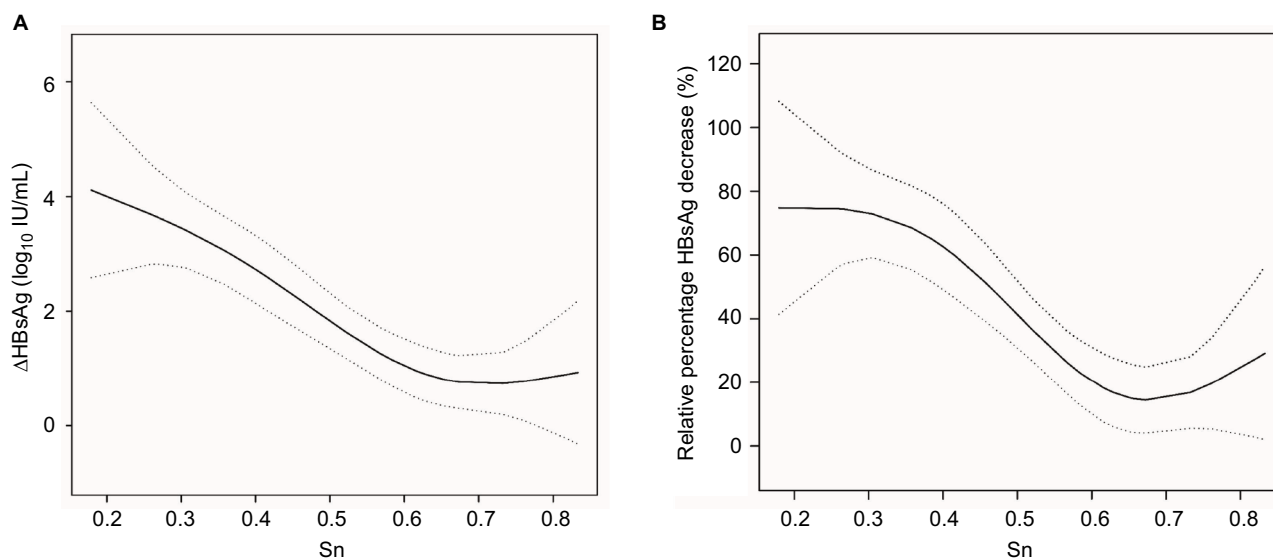 A
ΔHBsAg (log10 IU/mL)
6
4
2
0
0.2 0.3 0.4 0.5 0.6 0.7 0.8
Sn
B
Relative percentage HBsAg decrease (%)
120
100
80
60
40
20
0
0.2 0.3 0.4 0.5 0.6 0.7 0.8
Sn